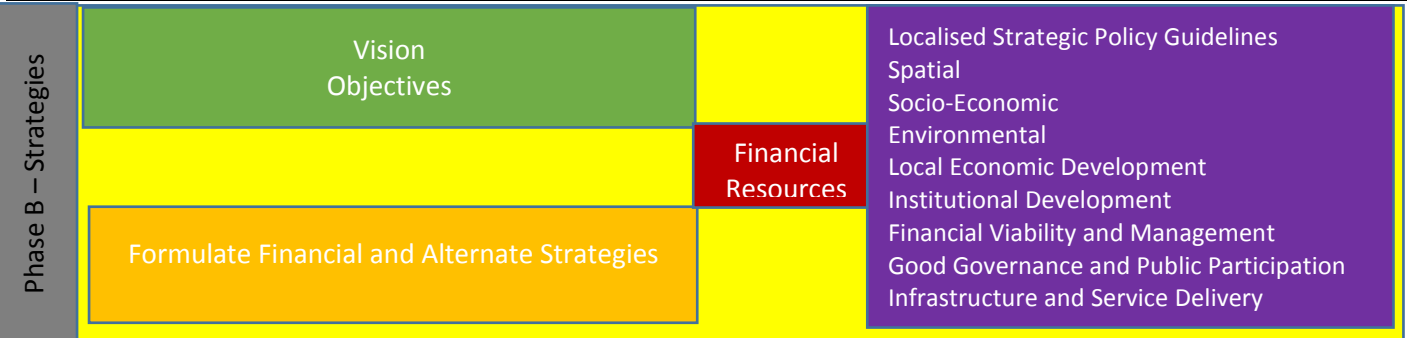 Phase B – Strategies
Vision
Objectives
Formulate Financial and Alternate Strategies
Financial
Resources
Localised Strategic Policy Guidelines
Spatial
Socio-Economic
Environmental
Local Economic Development
Institutional Development
Financial Viability and Management
Good Governance and Public Participation
Infrastructure and Service Delivery